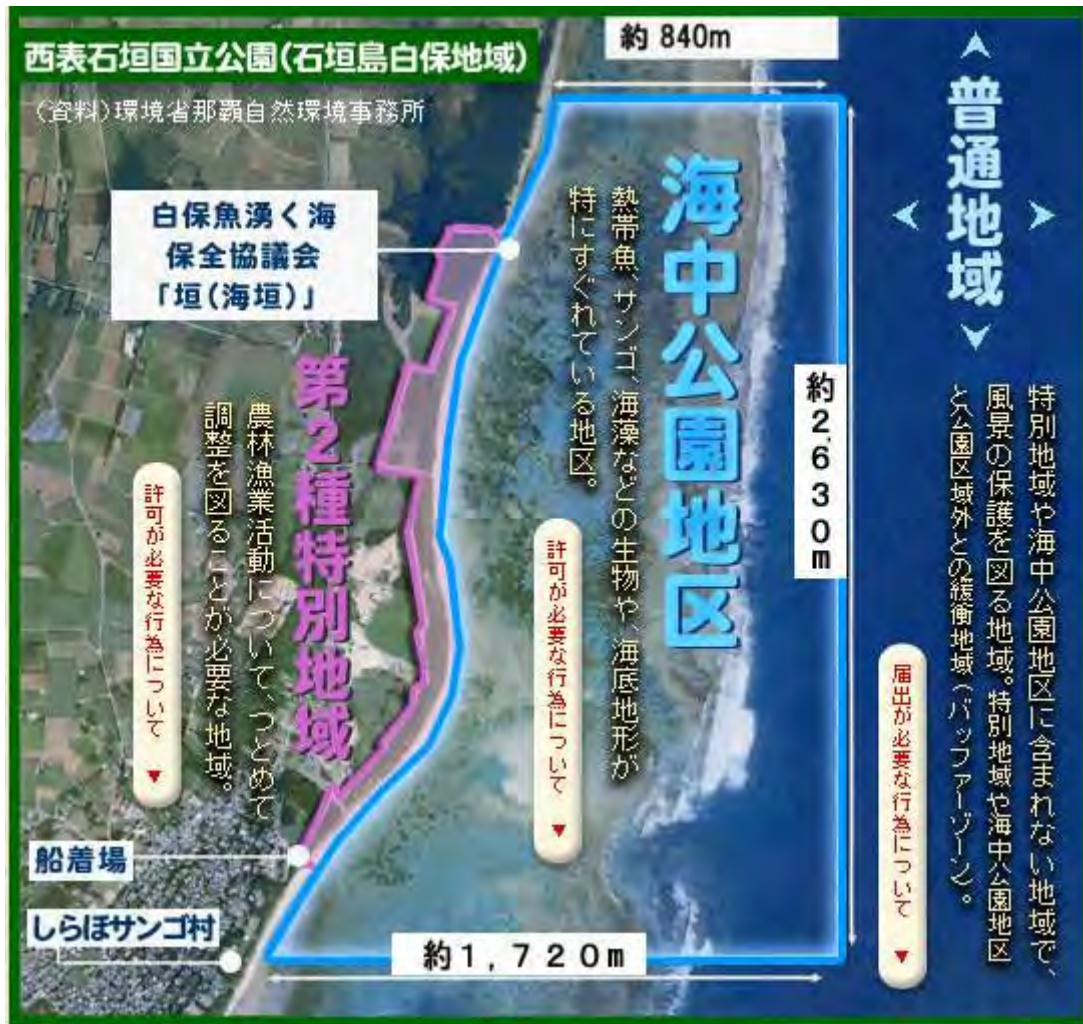 西表石垣国立公園(石垣島白保地域)
(資料)環境省那覇自然環境事務所
約 840m
白保魚湧く海
保全協議会
「垣(海垣)」
海中公園地区
熱帯魚、サンゴ、海藻などの生物や、海底地形が
特にすぐれている地区。
許可が必要な行為について ▼
普通地域
特別地域や海中公園地区に含まれない地域で、
風景の保護を図る地域。特別地域や海中公園地区
と公園区域外との緩衝地域(バッファーゾーン)。
届出が必要な行為について ▼
約2,630m
第2種特別地域
農林漁業活動について、つとめて
調整を図ることが必要な地域。
許可が必要な行為について ▼
船着場
しらほサンゴ村
約1,720m